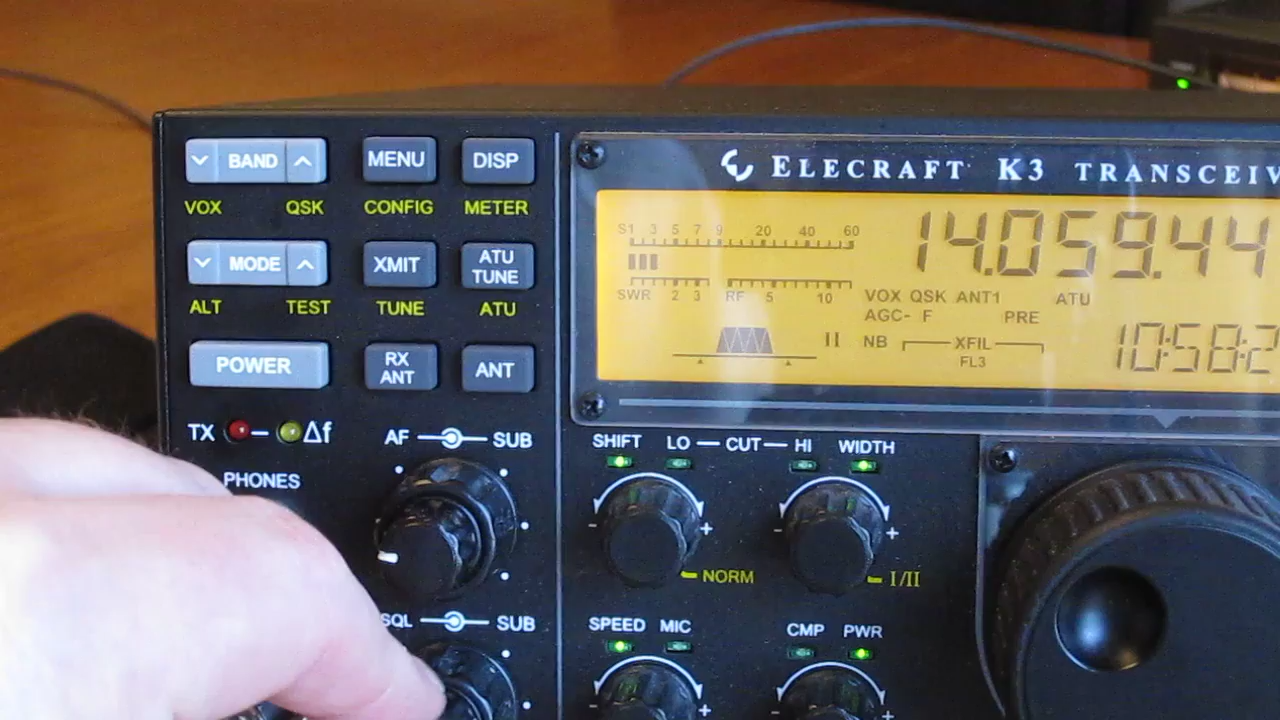 BAND MENU DISP
VOX QSK CONFIG METER
MODE XMIT ATU TUNE
ALT TEST TUNE ATU
POWER RX ANT ANT
TX Δf
AF SUB
PHONES
SQL SUB
ELECRAFT K3 TRANSCEIV
S1 3 5 7 9 20 40 60
14.059.44
SWR 2 3 RF 5 10
VOX QSK ANT1 ATU
AGC- F PRE
II NB XFIL
FL3
10:58:2
SHIFT LO CUT HI WIDTH
- + - +
NORM I/II
SPEED MIC CMP PWR
- + - +